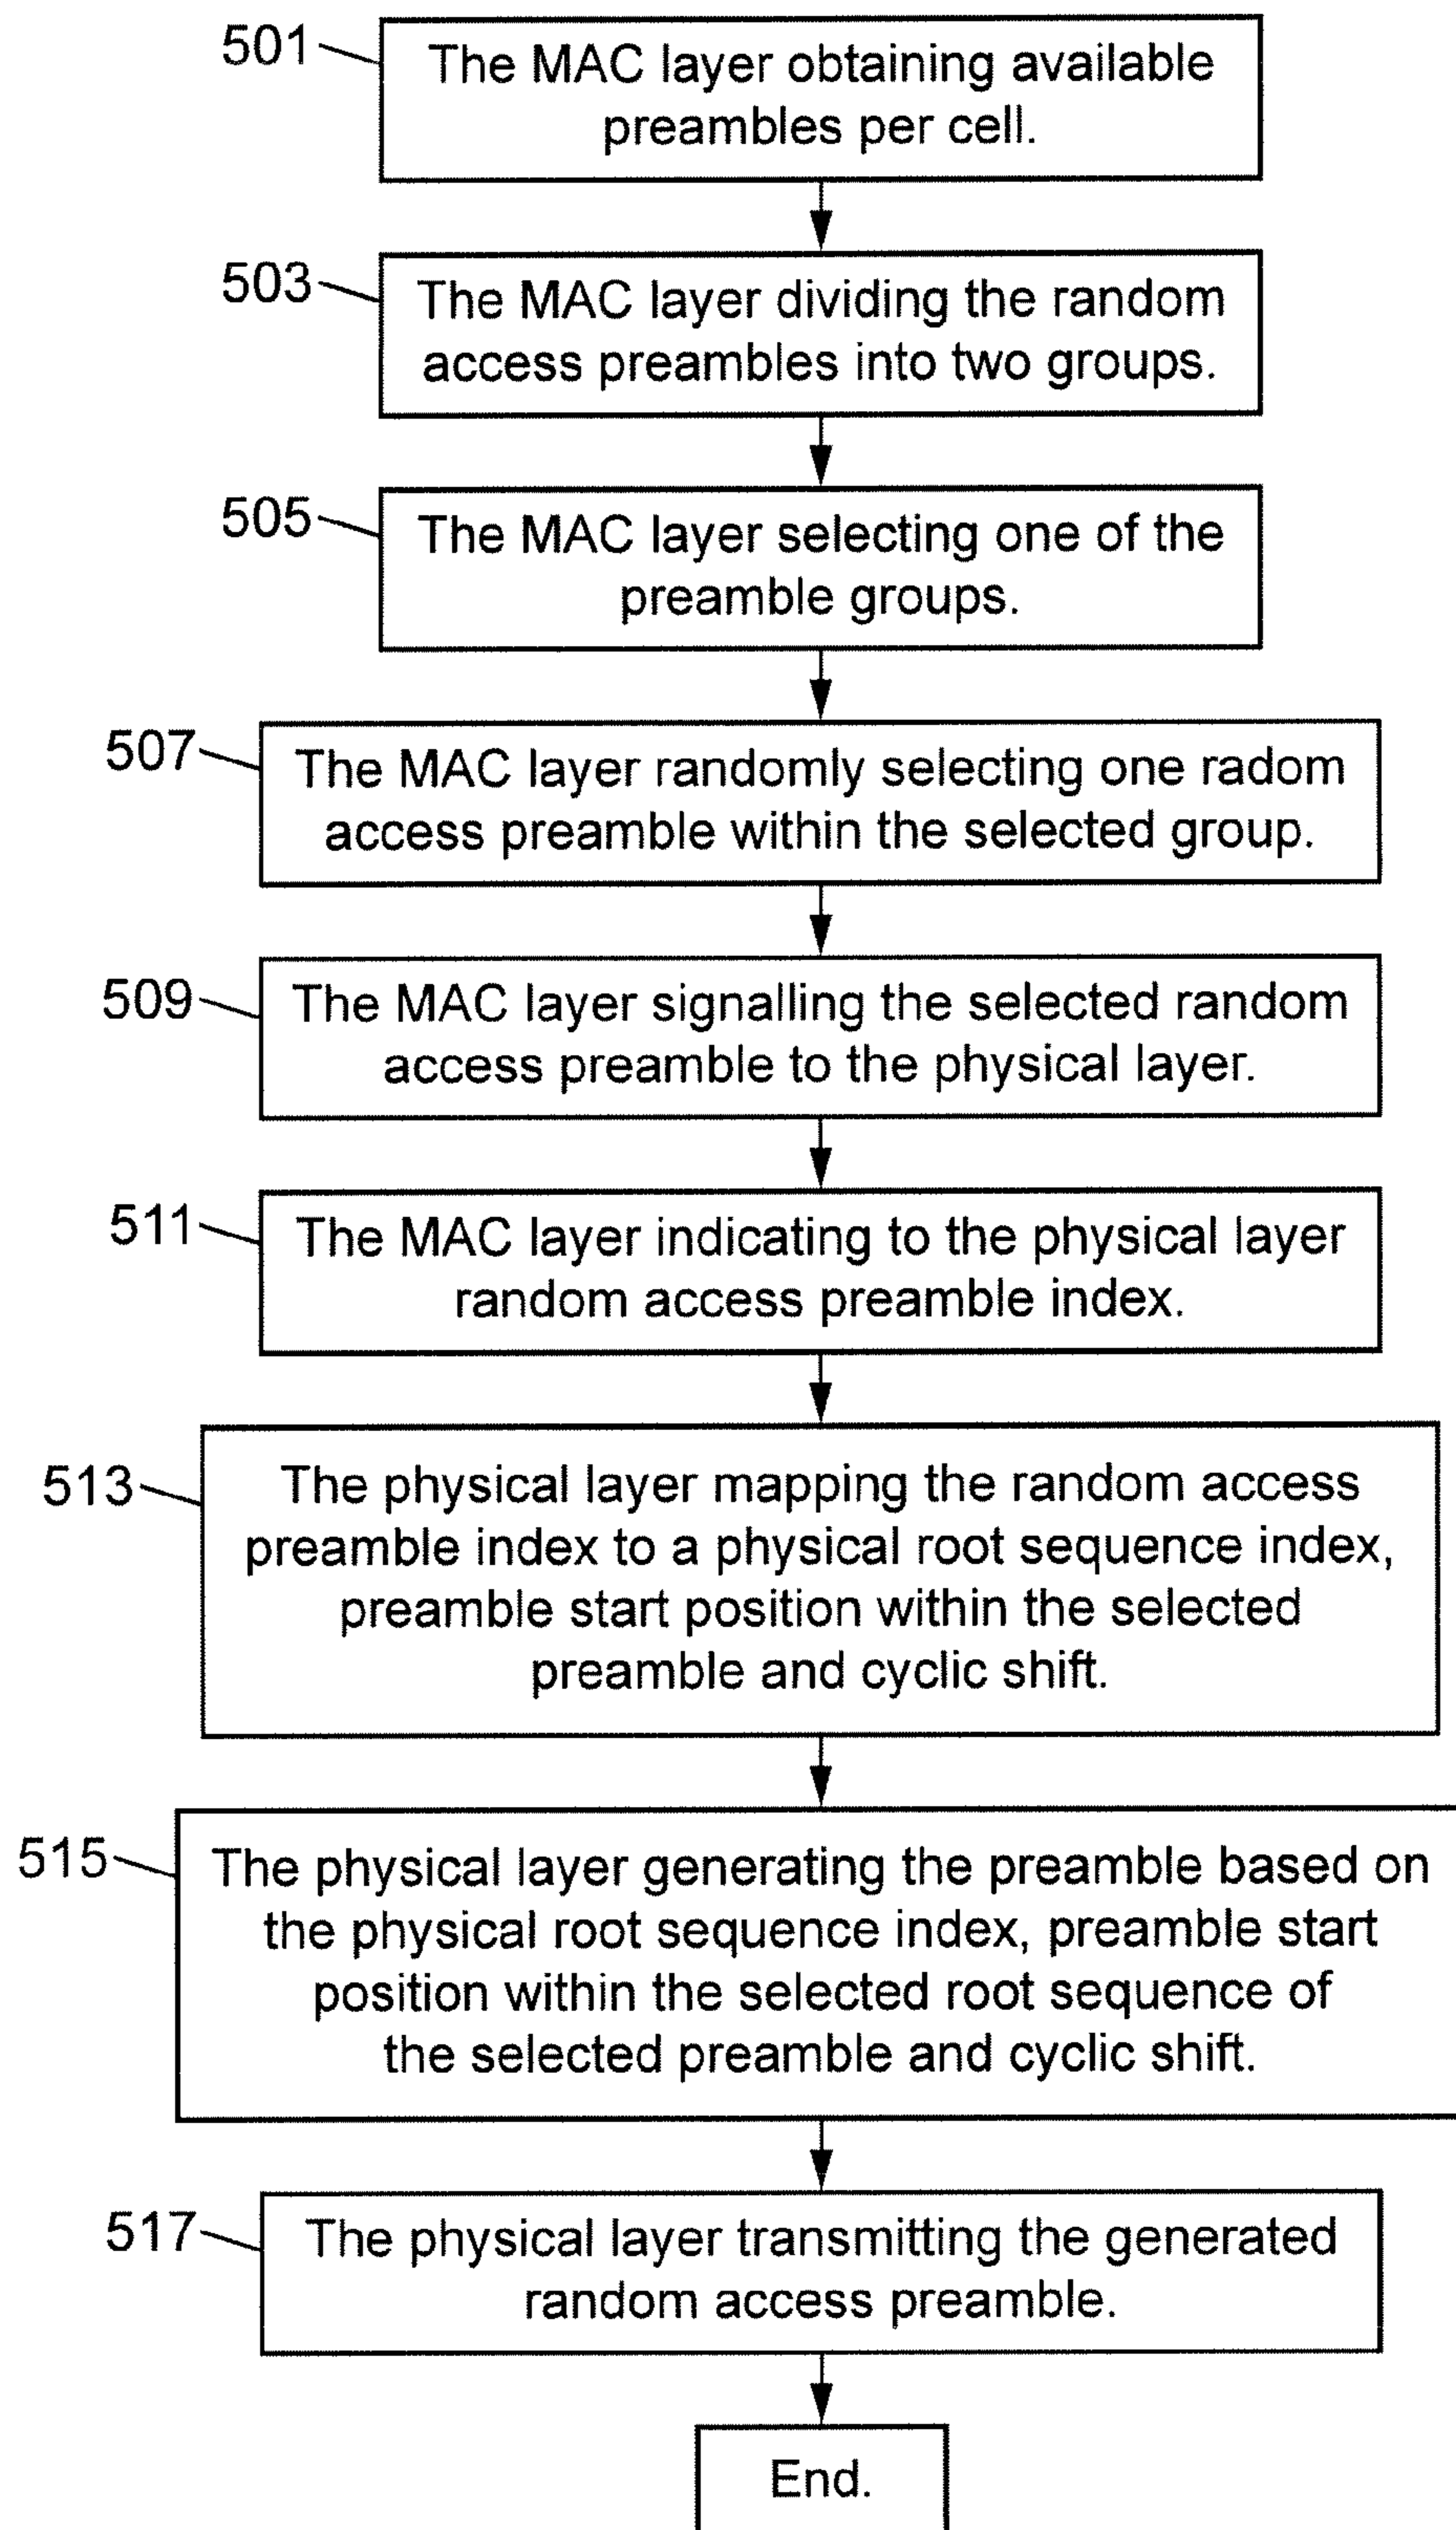 501
The MAC layer obtaining available
preambles per cell.
503
The MAC layer dividing the random
access preambles into two groups.
505
The MAC layer selecting one of the
preamble groups.
507
The MAC layer randomly selecting one radom
access preamble within the selected group.
509
The MAC layer signalling the selected random
access preamble to the physical layer.
511
The MAC layer indicating to the physical layer
random access preamble index.
513
The physical layer mapping the random access
preamble index to a physical root sequence index,
preamble start position within the selected
preamble and cyclic shift.
515
The physical layer generating the preamble based on
the physical root sequence index, preamble start
position within the selected root sequence of
the selected preamble and cyclic shift.
517
The physical layer transmitting the generated
random access preamble.
End.